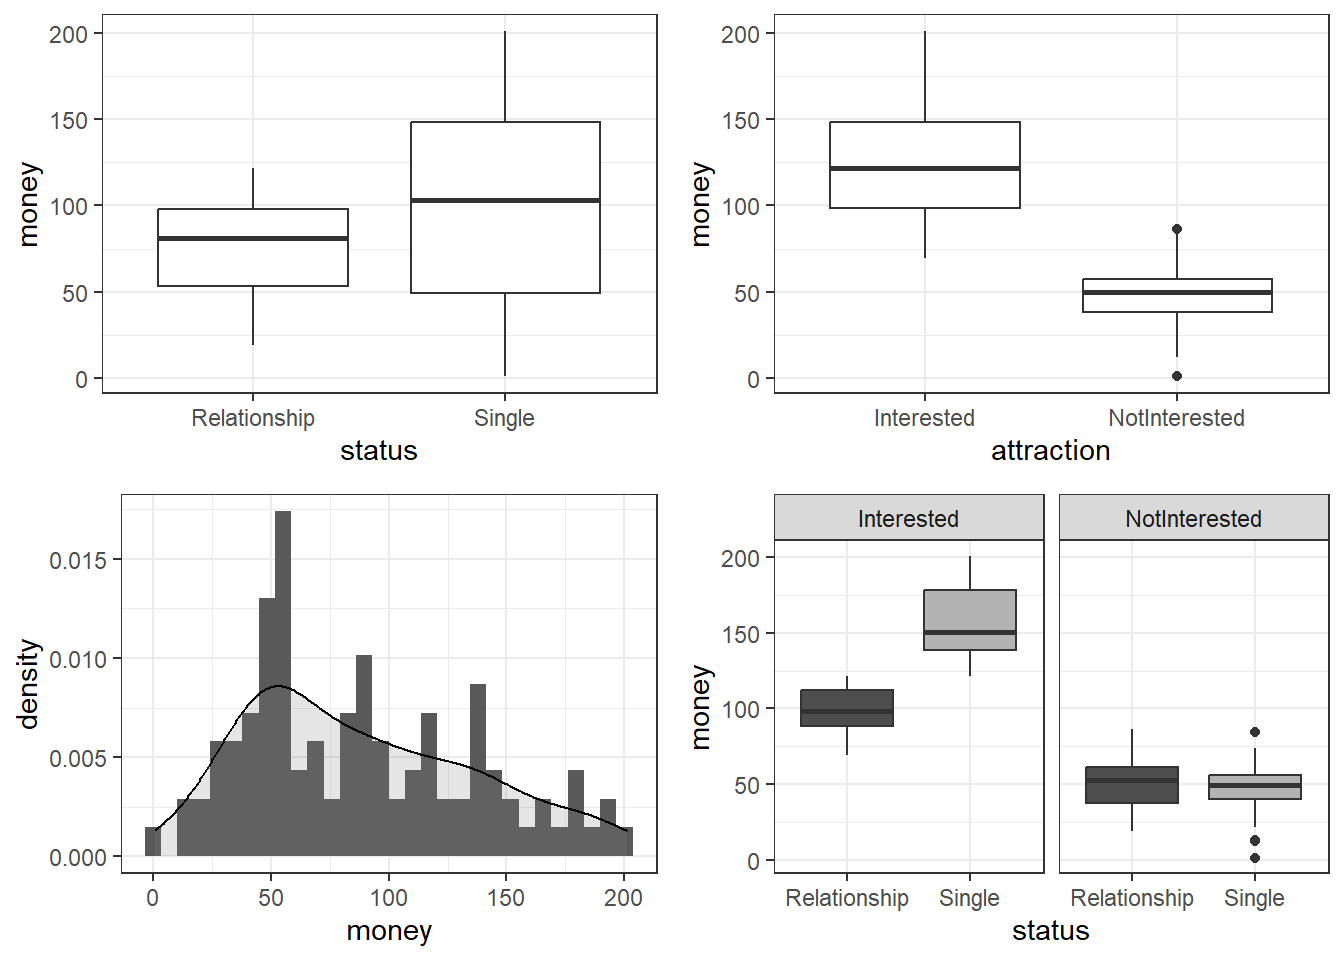 money
200
150
100
50
0
Relationship Single
status
money
200
150
100
50
0
Interested NotInterested
attraction
density
0.015
0.010
0.005
0.000
0 50 100 150 200
money
Interested NotInterested
money
200
150
100
50
0
Relationship Single Relationship Single
status